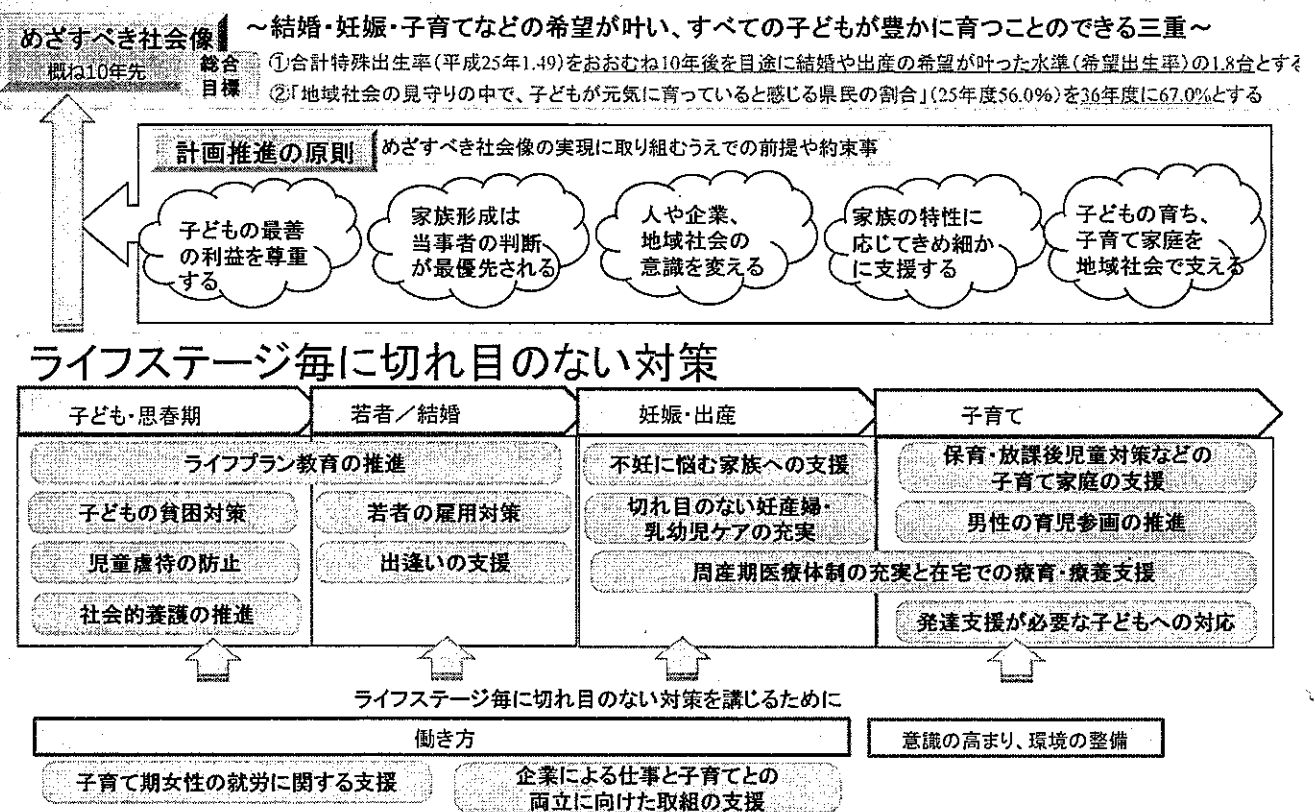 めざすべき社会像
概ね10年先
～結婚・妊娠・子育てなどの希望が叶い、すべての子どもが豊かに育つことのできる三重～
総合
目標
①合計特殊出生率(平成25年1.49)をおおむね10年後を目途に結婚や出産の希望が叶った水準(希望出生率)の1.8台とする
②「地域社会の見守りの中で、子どもが元気に育っていると感じる県民の割合」(25年度56.0%)を36年度に67.0%とする
計画推進の原則
めざすべき社会像の実現に取り組むうえでの前提や約束事
子どもの最善
の利益を尊重
する
家族形成は
当事者の判断
が最優先される
人や企業、
地域社会の
意識を変える
家族の特性に
応じてきめ細か
に支援する
子どもの育ち、
子育て家庭を
地域社会で支える
ライフステージ毎に切れ目のない対策
子ども・思春期
若者／結婚
妊娠・出産
子育て
ライフプラン教育の推進
不妊に悩む家族への支援
保育・放課後児童対策などの
子育て家庭の支援
子どもの貧困対策
若者の雇用対策
切れ目のない妊産婦・
乳幼児ケアの充実
男性の育児参画の推進
児童虐待の防止
出逢いの支援
周産期医療体制の充実と在宅での療育・療養支援
社会的養護の推進
発達支援が必要な子どもへの対応
ライフステージ毎に切れ目のない対策を講じるために
働き方
意識の高まり、環境の整備
子育て期女性の就労に関する支援
企業による仕事と子育てとの
両立に向けた取組の支援